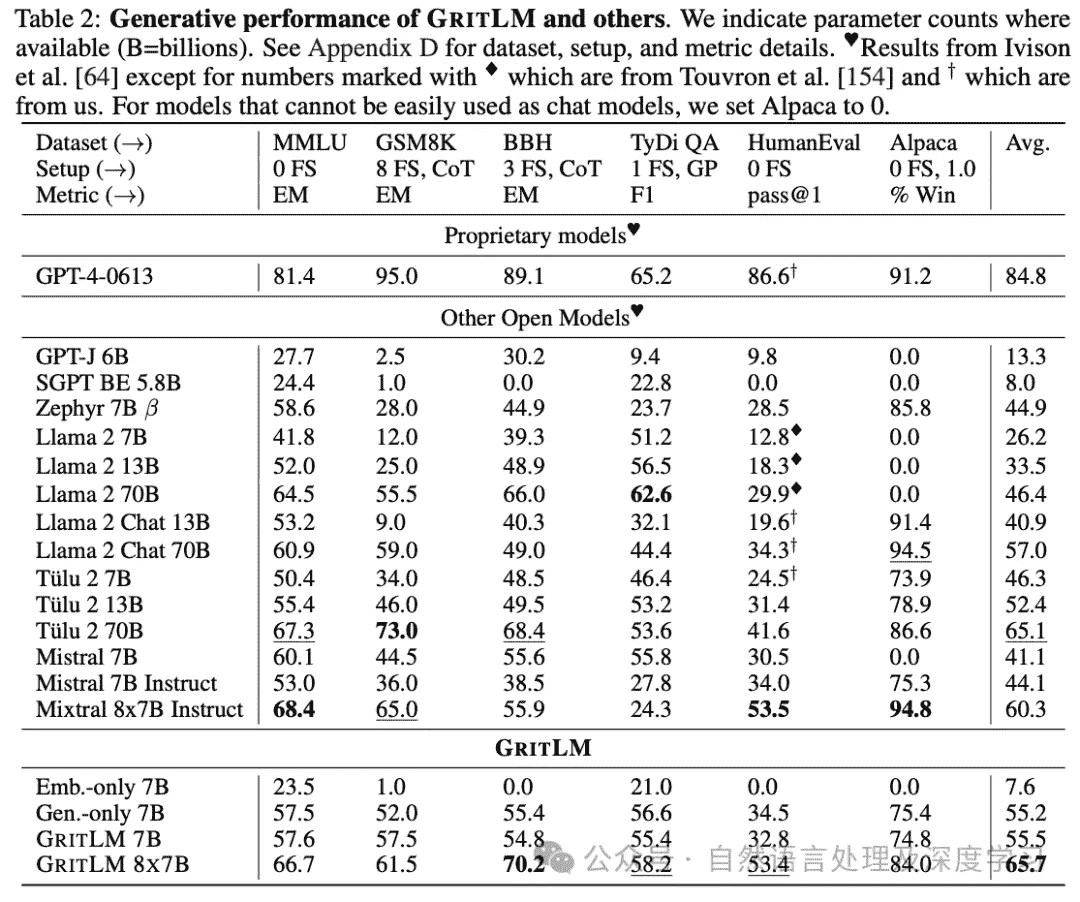 Table 2: Generative performance of GRITLM and others. We indicate parameter counts where
available (B=billions). See Appendix D for dataset, setup, and metric details. ♥Results from Ivison
et al. [64] except for numbers marked with ♦ which are from Touvron et al. [154] and † which are
from us. For models that cannot be easily used as chat models, we set Alpaca to 0.
Dataset (→) MMLU GSM8K BBH TyDi QA HumanEval Alpaca Avg.
Setup (→) 0 FS 8 FS, CoT 3 FS, CoT 1 FS, GP 0 FS 0 FS, 1.0
Metric (→) EM EM EM F1 pass@1 % Win
Proprietary models♥
GPT-4-0613 81.4 95.0 89.1 65.2 86.6† 91.2 84.8
Other Open Models♥
GPT-J 6B 27.7 2.5 30.2 9.4 9.8 0.0 13.3
SGPT BE 5.8B 24.4 1.0 0.0 22.8 0.0 0.0 8.0
Zephyr 7B β 58.6 28.0 44.9 23.7 28.5 85.8 44.9
Llama 2 7B 41.8 12.0 39.3 51.2 12.8♦ 0.0 26.2
Llama 2 13B 52.0 25.0 48.9 56.5 18.3♦ 0.0 33.5
Llama 2 70B 64.5 55.5 66.0 62.6 29.9♦ 0.0 46.4
Llama 2 Chat 13B 53.2 9.0 40.3 32.1 19.6† 91.4 40.9
Llama 2 Chat 70B 60.9 59.0 49.0 44.4 34.3† 94.5 57.0
Tülu 2 7B 50.4 34.0 48.5 46.4 24.5† 73.9 46.3
Tülu 2 13B 55.4 46.0 49.5 53.2 31.4 78.9 52.4
Tülu 2 70B 67.3 73.0 68.4 53.6 41.6 86.6 65.1
Mistral 7B 60.1 44.5 55.6 55.8 30.5 0.0 41.1
Mistral 7B Instruct 53.0 36.0 38.5 27.8 34.0 75.3 44.1
Mixtral 8x7B Instruct 68.4 65.0 55.9 24.3 53.5 94.8 60.3
GRITLM
Emb.-only 7B 23.5 1.0 0.0 21.0 0.0 0.0 7.6
Gen.-only 7B 57.5 52.0 55.4 56.6 34.5 75.4 55.2
GRITLM 7B 57.6 57.5 54.8 55.4 32.8 74.8 55.5
GRITLM 8x7B 66.7 61.5 70.2 58.2 53.4 84.0 65.7
公众号 · 自然语言处理及深度学习